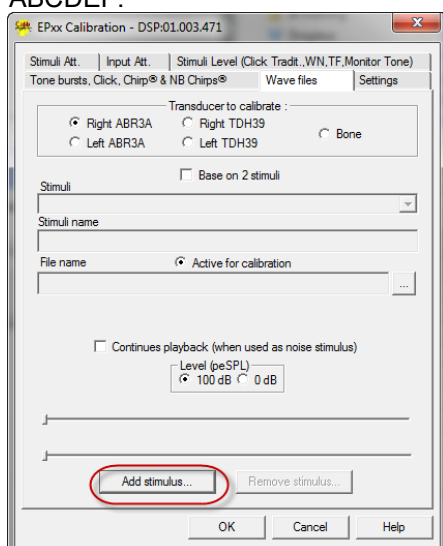 ABCDEF.
EPxx Calibration - DSP:01.003.471
Stimuli Att. Input Att. Stimuli Level (Click Tradit.,WN,TF,Monitor Tone)
Tone bursts, Click, Chirp® & NB Chirps® Wave files Settings
Transducer to calibrate :
Right ABR3A Right TDH39
Bone
Left ABR3A Left TDH39
Base on 2 stimuli
Stimuli
Stimuli name
File name Active for calibration
...
Continues playback (when used as noise stimulus)
Level (peSPL)
100 dB 0 dB
Add stimulus... Remove stimulus...
OK Cancel Help